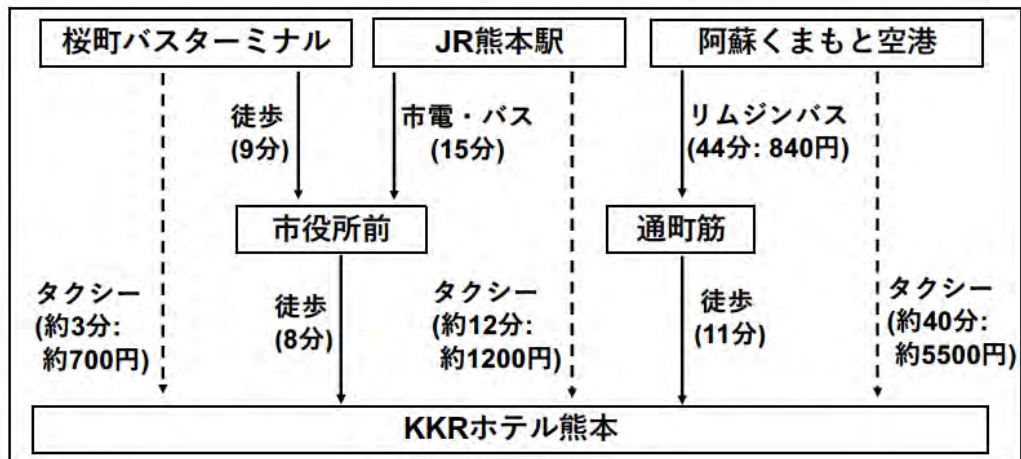 桜町バスターミナル
JR熊本駅
阿蘇くまもと空港
徒歩
(9分)
市電・バス
(15分)
リムジンバス
(44分: 840円)
市役所前
通町筋
タクシー
(約3分:
約700円)
徒歩
(8分)
タクシー
(約12分:
約1200円)
徒歩
(11分)
タクシー
(約40分:
約5500円)
KKRホテル熊本